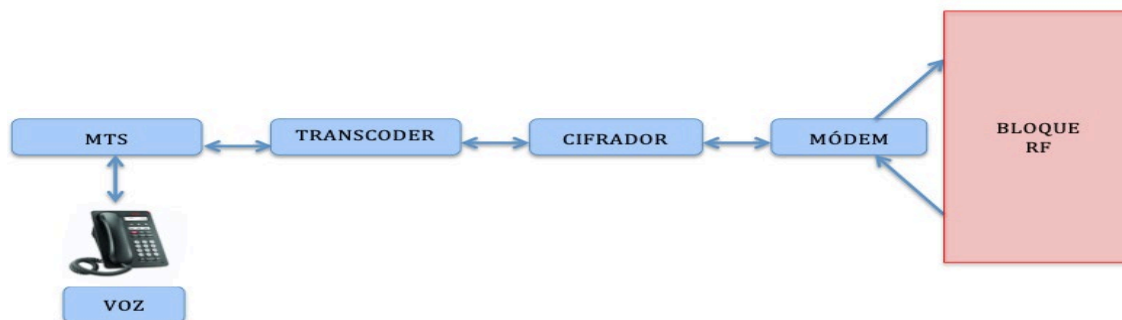 MTS
TRANSCODER
CIFRADOR
MÓDEM
BLOQUE
RF
VOZ